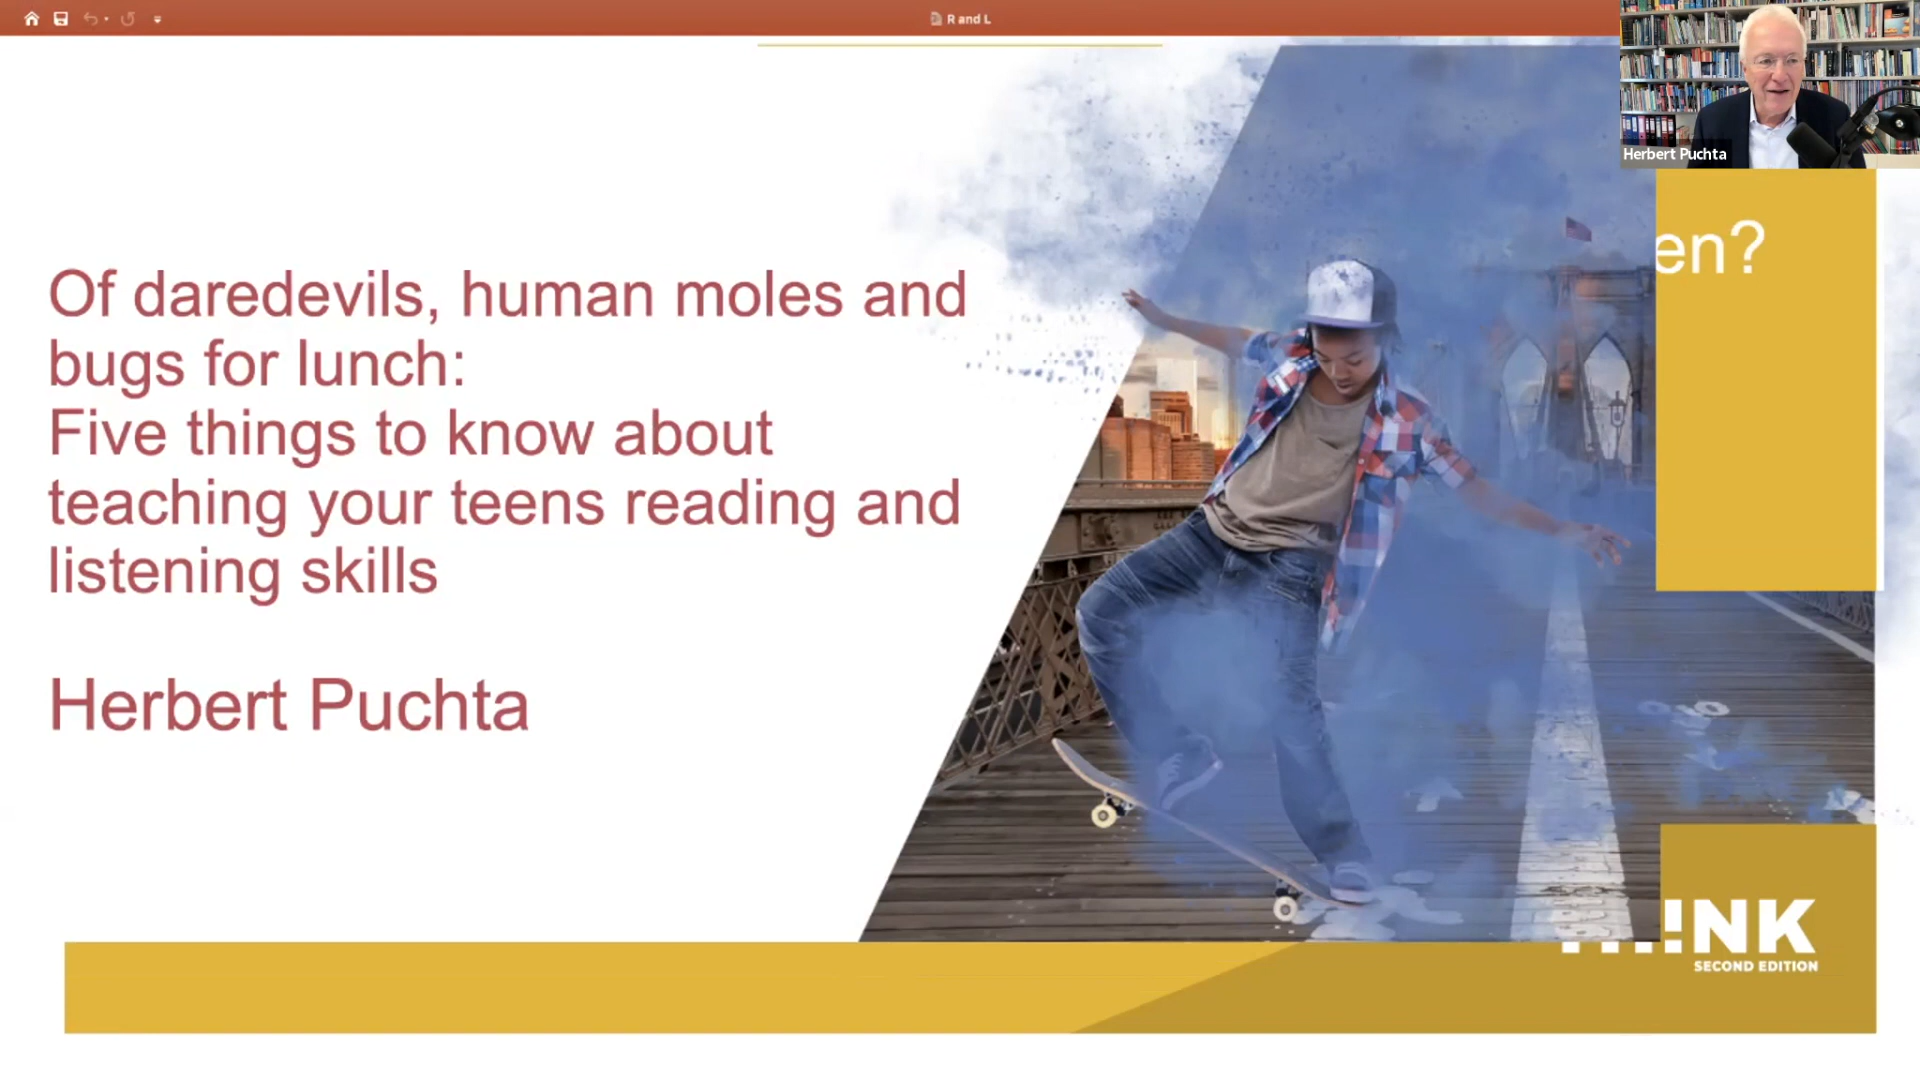 R and L
Herbert Puchta
en?
Of daredevils, human moles and
bugs for lunch:
Five things to know about
teaching your teens reading and
listening skills
Herbert Puchta
!NK
SECOND EDITION